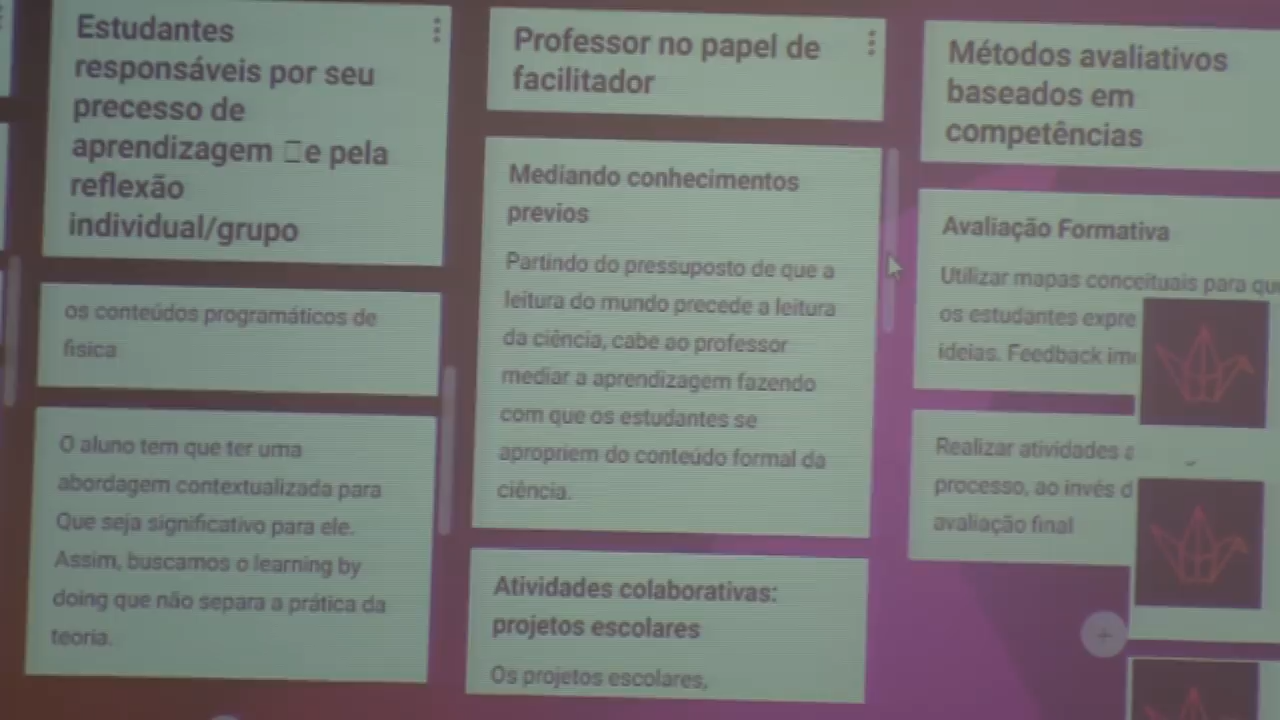 Estudantes
responsáveis por seu
precesso de
aprendizagem e pela
reflexão
individual/grupo
os conteúdos programáticos de
fisica
O aluno tem que ter uma
abordagem contextualizada para
Que seja significativo para ele.
Assim, buscamos o learning by
doing que não separa a prática da
teoria.
Professor no papel de
facilitador
Mediando conhecimentos
previos
Partindo do pressuposto de que a
leitura do mundo precede a leitura
da ciência, cabe ao professor
mediar a aprendizagem fazendo
com que os estudantes se
apropriem do conteúdo formal da
ciência.
Atividades colaborativas:
projetos escolares
Os projetos escolares,
Métodos avaliativos
baseados em
competências
Avaliação Formativa
Utilizar mapas conceituais para qu
os estudantes expre
ideias. Feedback im
Realizar atividades a
processo, ao invés d
avaliação final